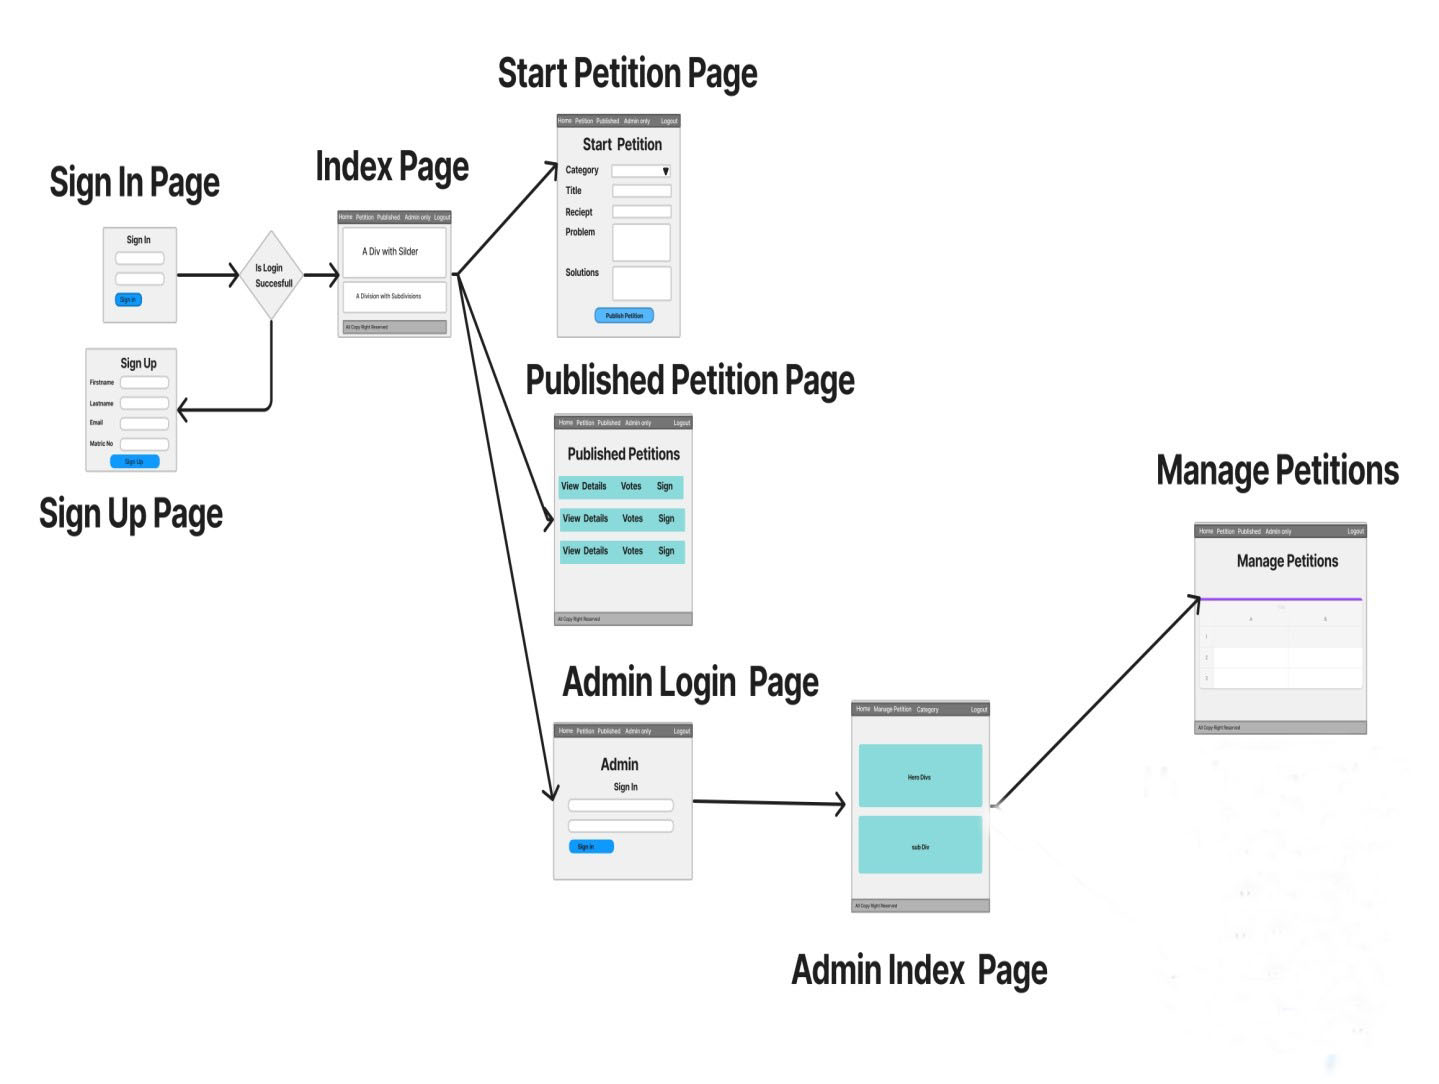 Start Petition Page
Home Petition Published Admin only Logout
Start Petition
Category
Title
Reciept
Problem
Solutions
Publish Petition
Sign In Page
Sign In
Sign in
Is Login
Succesfull
Index Page
Home Petition Published Admin only Logout
A Div with Silder
A Division with Subdivisions
All Copy Right Reserved
Sign Up
Firstname
Lastname
Email
Matric No
Sign Up
Sign Up Page
Published Petition Page
Home Petition Published Admin only Logout
Published Petitions
View Details Votes Sign
View Details Votes Sign
View Details Votes Sign
All Copy Right Reserved
Admin Login Page
Home Petition Published Admin only Logout
Admin
Sign In
Sign in
Home Manage Petition Category Logout
Hero Divs
sub Div
All Copy Right Reserved
Admin Index Page
Manage Petitions
Home Petition Published Admin only Logout
Manage Petitions
A B
1
2
3
All Copy Right Reserved